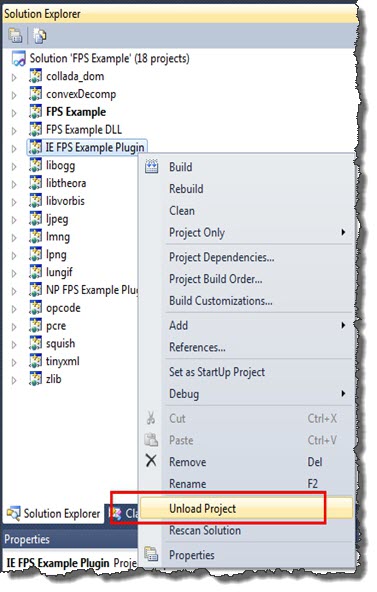 Solution Explorer
Solution 'FPS Example' (18 projects)
collada_dom
convexDecomp
FPS Example
FPS Example DLL
IE FPS Example Plugin
libogg
libtheora
libvorbis
ljpeg
lmng
lpng
lungif
NP FPS Example Plu
opcode
pcre
squish
tinyxml
zlib
Build
Rebuild
Clean
Project Only
Project Dependencies...
Project Build Order...
Build Customizations...
Add
References...
Set as StartUp Project
Debug
Cut Ctrl+X
Paste Ctrl+V
Remove Del
Rename F2
Unload Project
Rescan Solution
Properties
Solution Explorer Cla
Properties
IE FPS Example Plugin Proje